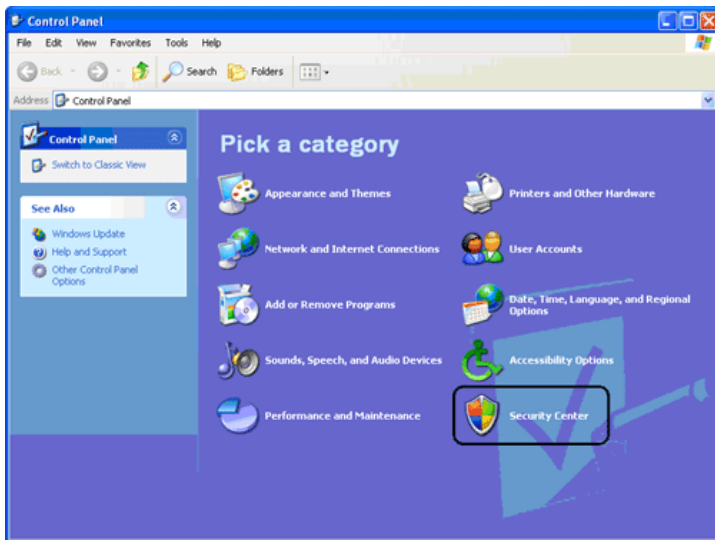 Control Panel
File Edit View Favorites Tools Help
Back Search Folders
Address Control Panel
Control Panel
Switch to Classic View
See Also
Windows Update
Help and Support
Other Control Panel
Options
Pick a category
Appearance and Themes
Printers and Other Hardware
Network and Internet Connections
User Accounts
Add or Remove Programs
Date, Time, Language, and Regional
Options
Sounds, Speech, and Audio Devices
Accessibility Options
Performance and Maintenance
Security Center